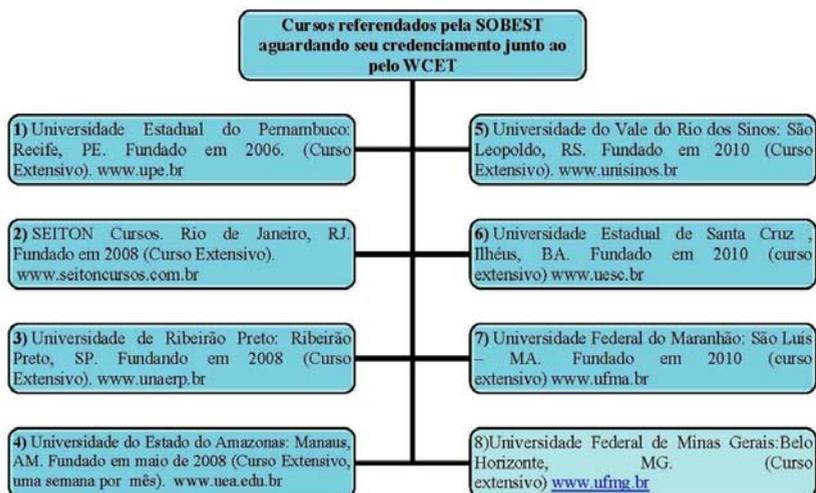 Cursos referendados pela SOBEST
aguardando seu credenciamento junto ao
pelo WCET
1) Universidade Estadual do Pernambuco:
Recife, PE. Fundado em 2006. (Curso
Extensivo). www.upe.br
2) SEITON Cursos. Rio de Janeiro, RJ.
Fundado em 2008 (Curso Extensivo).
www.seitoncursos.com.br
3) Universidade de Ribeirão Preto: Ribeirão
Preto, SP. Fundando em 2008 (Curso
Extensivo). www.unaerp.br
4) Universidade do Estado do Amazonas: Manaus,
AM. Fundado em maio de 2008 (Curso Extensivo,
uma semana por mês). www.uea.edu.br
5) Universidade do Vale do Rio dos Sinos: São
Leopoldo, RS. Fundado em 2010 (Curso
Extensivo). www.unisinos.br
6) Universidade Estadual de Santa Cruz ,
Ilhéus, BA. Fundado em 2010 (curso
extensivo) www.uesc.br
7) Universidade Federal do Maranhão: São Luís
– MA. Fundado em 2010 (curso
extensivo) www.ufma.br
8)Universidade Federal de Minas Gerais:Belo
Horizonte, MG. (Curso
extensivo) www.ufmg.br